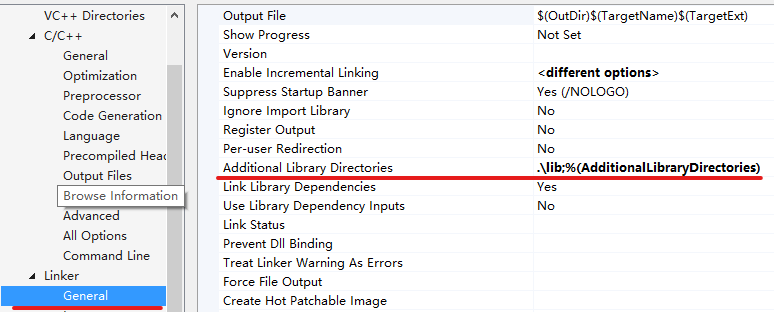 VC++ Directories
C/C++
General
Optimization
Preprocessor
Code Generation
Language
Precompiled Head
Output Files
Browse Information
Advanced
All Options
Command Line
Linker
General
Output File $(OutDir)$(TargetName)$(TargetExt)
Show Progress Not Set
Version
Enable Incremental Linking <different options>
Suppress Startup Banner Yes (/NOLOGO)
Ignore Import Library No
Register Output No
Per-user Redirection No
Additional Library Directories .\lib;%(AdditionalLibraryDirectories)
Link Library Dependencies Yes
Use Library Dependency Inputs No
Link Status
Prevent Dll Binding
Treat Linker Warning As Errors
Force File Output
Create Hot Patchable Image